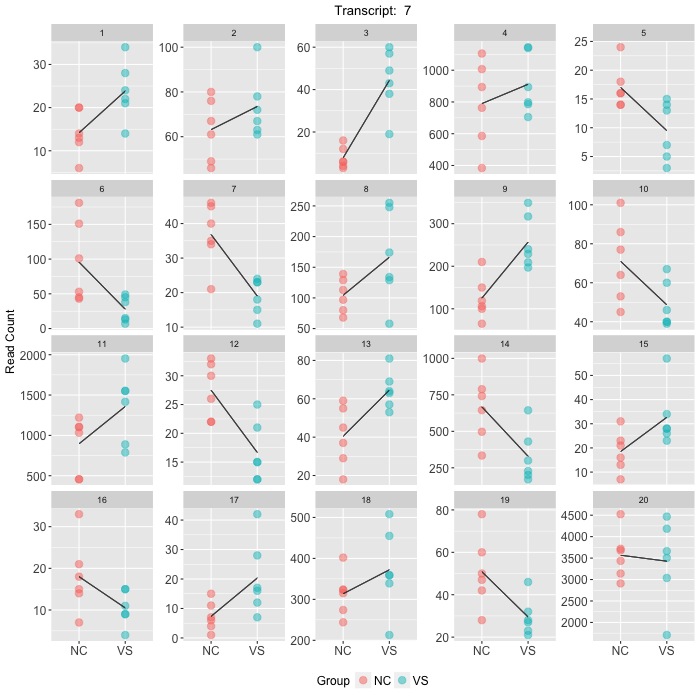 Transcript: 7
1 2 3 4 5
30 20 10
100 80 60
60 40 20
1000 800 600 400
25 20 15 10 5
6 7 8 9 10
150 100 50 0
40 30 20 10
250 200 150 100 50
300 200 100
100 80 60 40
Read Count
11 12 13 14 15
2000 1500 1000 500
30 25 20 15
80 60 40 20
1000 750 500 250
50 40 30 20 10
16 17 18 19 20
30 20 10
40 30 20 10 0
500 400 300 200
80 60 40 20
4500 4000 3500 3000 2500 2000
NC VS NC VS NC VS NC VS NC VS
Group NC VS